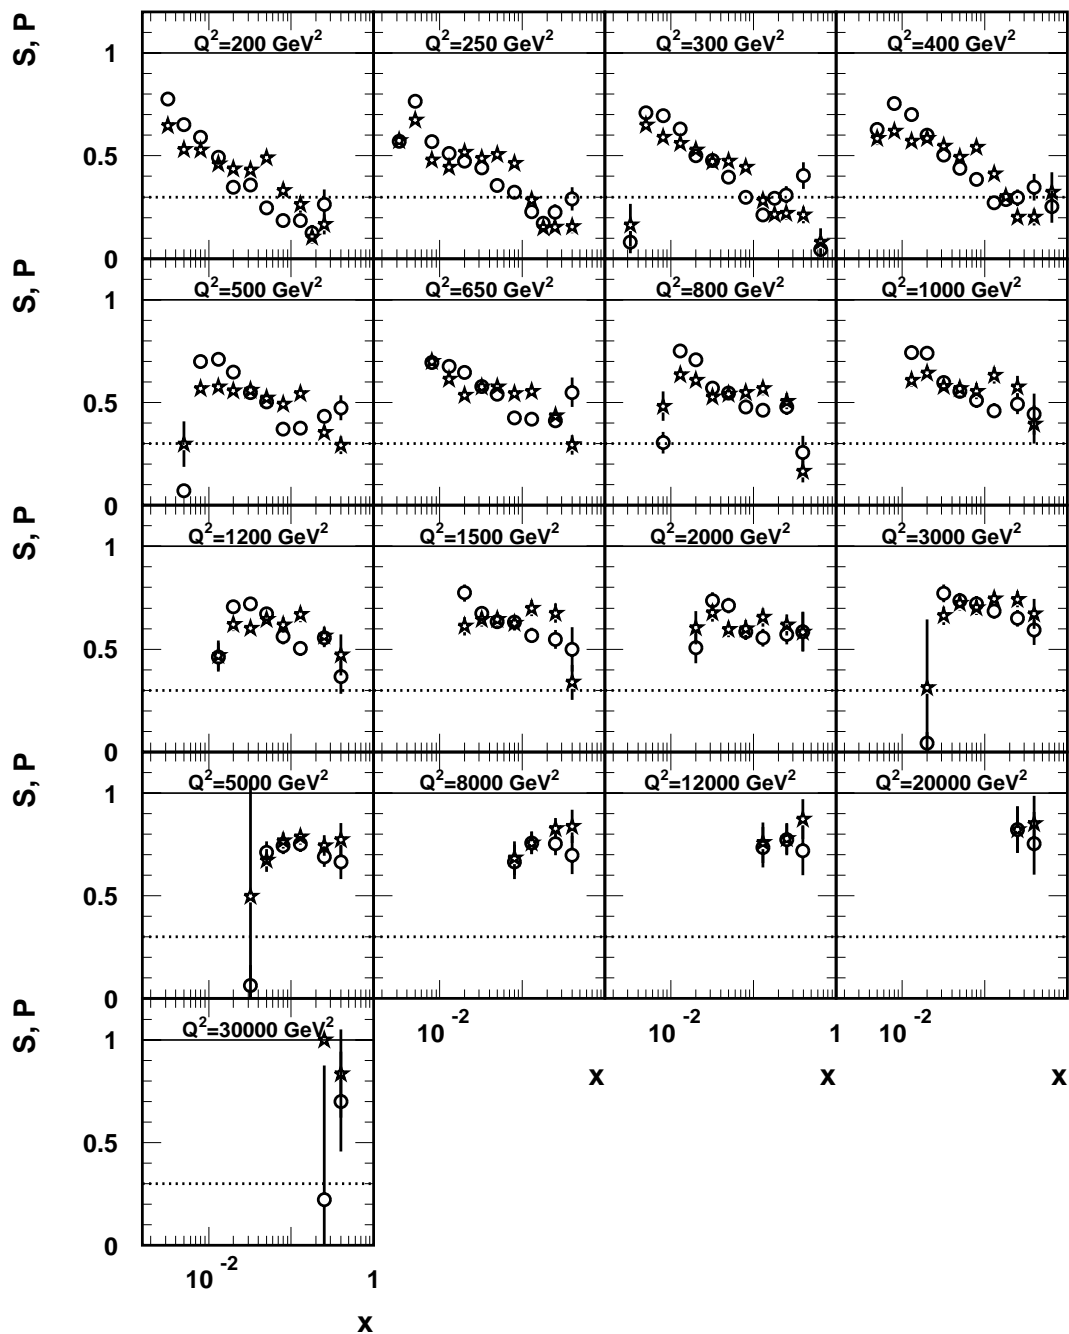 S, P
Q²=200 GeV² Q²=250 GeV² Q²=300 GeV² Q²=400 GeV²
1
0.5
0
S, P
Q²=500 GeV² Q²=650 GeV² Q²=800 GeV² Q²=1000 GeV²
1
0.5
0
S, P
Q²=1200 GeV² Q²=1500 GeV² Q²=2000 GeV² Q²=3000 GeV²
1
0.5
0
S, P
Q²=5000 GeV² Q²=8000 GeV² Q²=12000 GeV² Q²=20000 GeV²
1
0.5
0
10⁻² 10⁻² 1 10⁻²
x x x
S, P
Q²=30000 GeV²
1
0.5
0
10⁻² 1
x